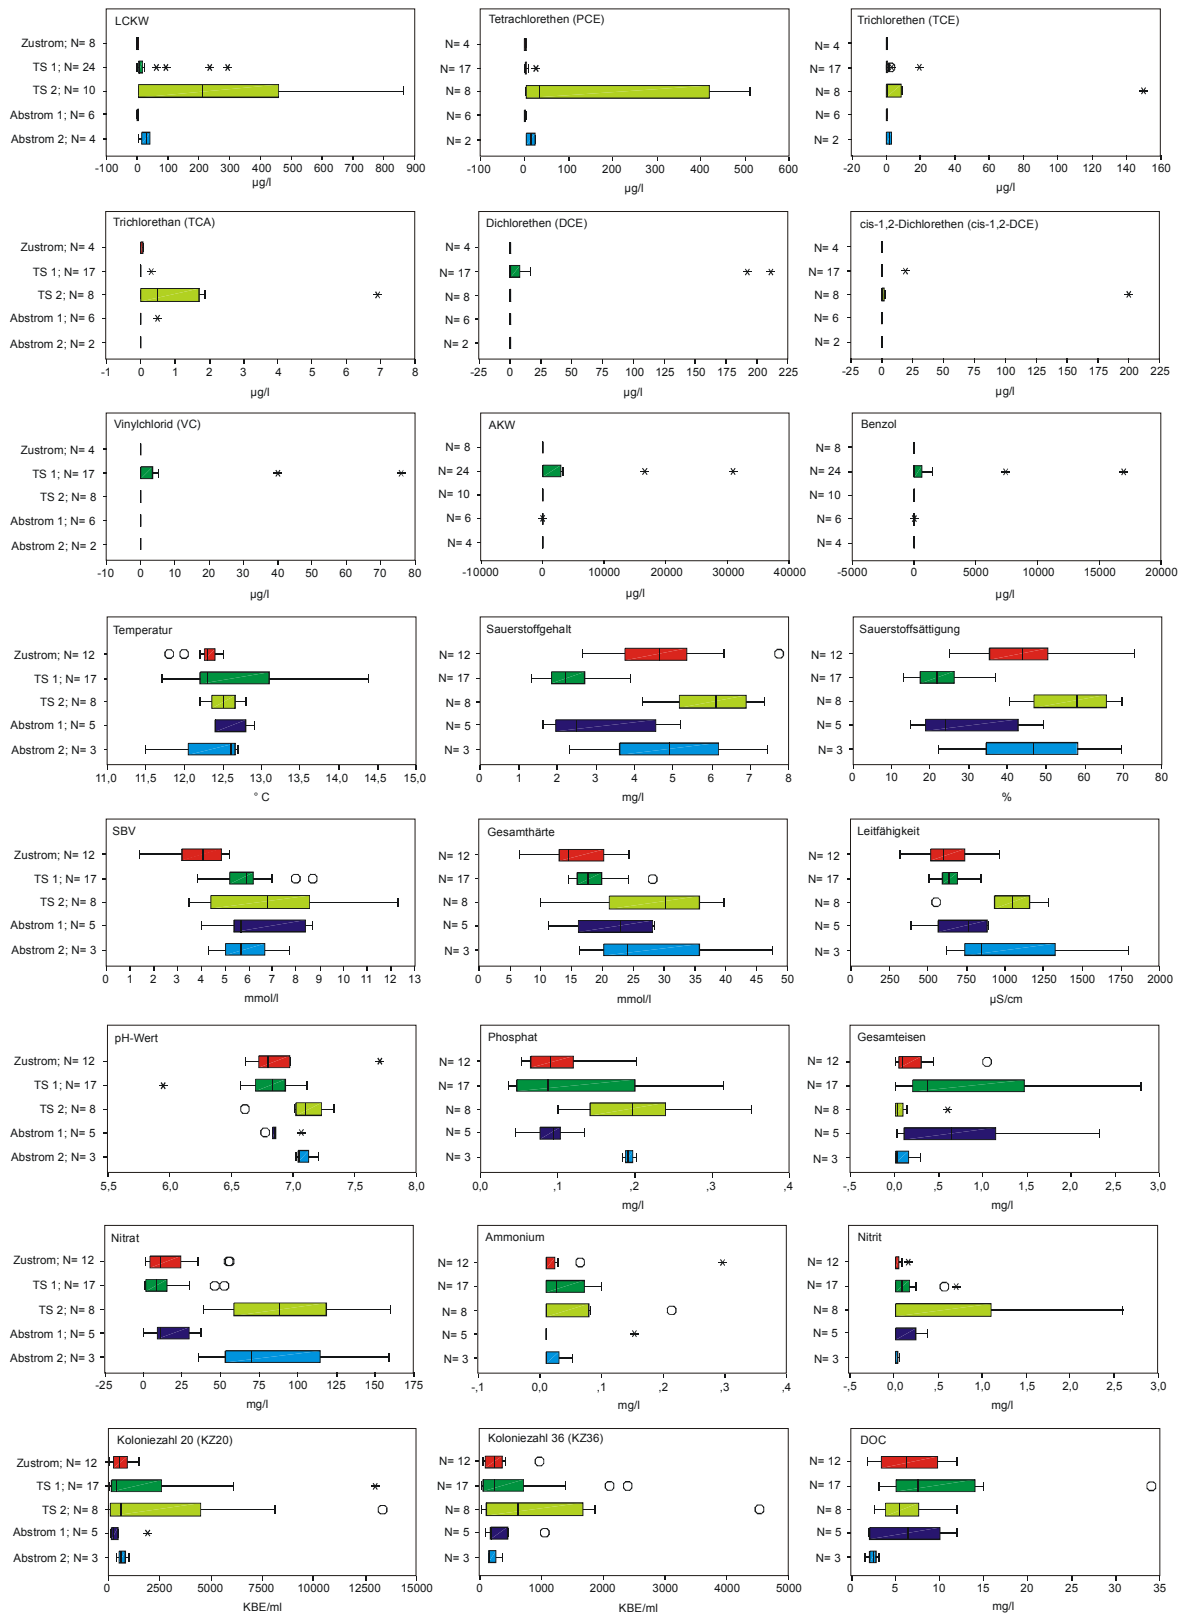 LCKW Tetrachlorethen (PCE) Trichlorethen (TCE)
Zustrom; N= 8 N= 4 N= 4
TS 1; N= 24 N= 17 N= 17
TS 2; N= 10 N= 8 N= 8
Abstrom 1; N= 6 N= 6 N= 6
Abstrom 2; N= 4 N= 2 N= 2
-100 0 100 200 300 400 500 600 700 800 900 -100 0 100 200 300 400 500 600 -20 0 20 40 60 80 100 120 140 160
µg/l µg/l µg/l
Trichlorethan (TCA) Dichlorethen (DCE) cis-1,2-Dichlorethen (cis-1,2-DCE)
Zustrom; N= 4 N= 4 N= 4
TS 1; N= 17 N= 17 N= 17
TS 2; N= 8 N= 8 N= 8
Abstrom 1; N= 6 N= 6 N= 6
Abstrom 2; N= 2 N= 2 N= 2
-1 0 1 2 3 4 5 6 7 8 -25 0 25 50 75 100 125 150 175 200 225 -25 0 25 50 75 100 125 150 175 200 225
µg/l µg/l µg/l
Vinylchlorid (VC) AKW Benzol
Zustrom; N= 4 N= 8 N= 8
TS 1; N= 17 N= 24 N= 24
TS 2; N= 8 N= 10 N= 10
Abstrom 1; N= 6 N= 6 N= 6
Abstrom 2; N= 2 N= 4 N= 4
-10 0 10 20 30 40 50 60 70 80 -10000 0 10000 20000 30000 40000 -5000 0 5000 10000 15000 20000
µg/l µg/l µg/l
Temperatur Sauerstoffgehalt Sauerstoffsättigung
Zustrom; N= 12 N= 12 N= 12
TS 1; N= 17 N= 17 N= 17
TS 2; N= 8 N= 8 N= 8
Abstrom 1; N= 5 N= 5 N= 5
Abstrom 2; N= 3 N= 3 N= 3
11,0 11,5 12,0 12,5 13,0 13,5 14,0 14,5 15,0 0 1 2 3 4 5 6 7 8 0 10 20 30 40 50 60 70 80
° C mg/l %
SBV Gesamthärte Leitfähigkeit
Zustrom; N= 12 N= 12 N= 12
TS 1; N= 17 N= 17 N= 17
TS 2; N= 8 N= 8 N= 8
Abstrom 1; N= 5 N= 5 N= 5
Abstrom 2; N= 3 N= 3 N= 3
0 1 2 3 4 5 6 7 8 9 10 11 12 13 0 5 10 15 20 25 30 35 40 45 50 0 250 500 750 1000 1250 1500 1750 2000
mmol/l mmol/l µS/cm
pH-Wert Phosphat Gesamteisen
Zustrom; N= 12 N= 12 N= 12
TS 1; N= 17 N= 17 N= 17
TS 2; N= 8 N= 8 N= 8
Abstrom 1; N= 5 N= 5 N= 5
Abstrom 2; N= 3 N= 3 N= 3
5,5 6,0 6,5 7,0 7,5 8,0 0,0 ,1 ,2 ,3 ,4 -,5 0,0 ,5 1,0 1,5 2,0 2,5 3,0
mg/l mg/l
Nitrat Ammonium Nitrit
Zustrom; N= 12 N= 12 N= 12
TS 1; N= 17 N= 17 N= 17
TS 2; N= 8 N= 8 N= 8
Abstrom 1; N= 5 N= 5 N= 5
Abstrom 2; N= 3 N= 3 N= 3
-25 0 25 50 75 100 125 150 175 -,1 0,0 ,1 ,2 ,3 ,4 -,5 0,0 ,5 1,0 1,5 2,0 2,5 3,0
mg/l mg/l mg/l
Koloniezahl 20 (KZ20) Koloniezahl 36 (KZ36) DOC
Zustrom; N= 12 N= 12 N= 12
TS 1; N= 17 N= 17 N= 17
TS 2; N= 8 N= 8 N= 8
Abstrom 1; N= 5 N= 5 N= 5
Abstrom 2; N= 3 N= 3 N= 3
0 2500 5000 7500 10000 12500 15000 0 1000 2000 3000 4000 5000 0 5 10 15 20 25 30 35
KBE/ml KBE/ml mg/l